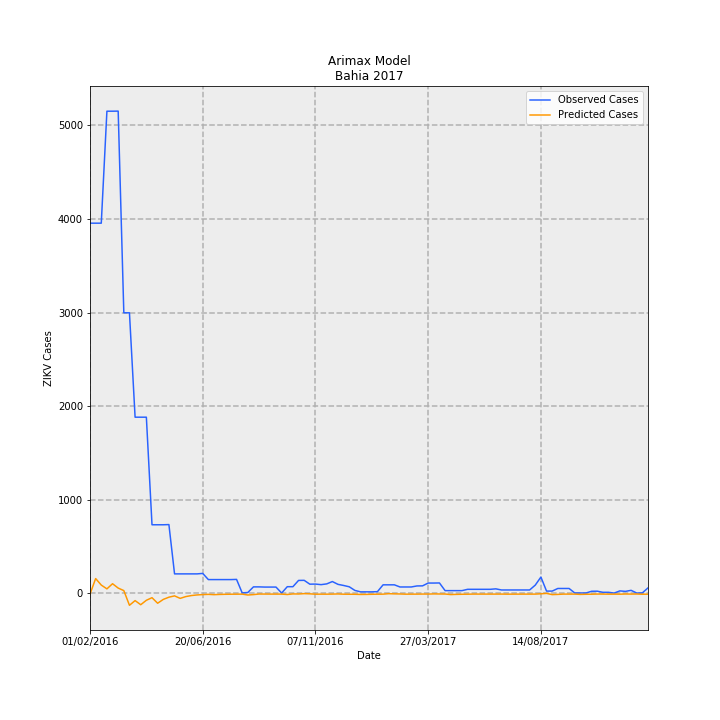 Arimax Model
Bahia 2017
Observed Cases
Predicted Cases
5000
4000
3000
2000
1000
0
ZIKV Cases
01/02/2016
20/06/2016
07/11/2016
27/03/2017
14/08/2017
Date